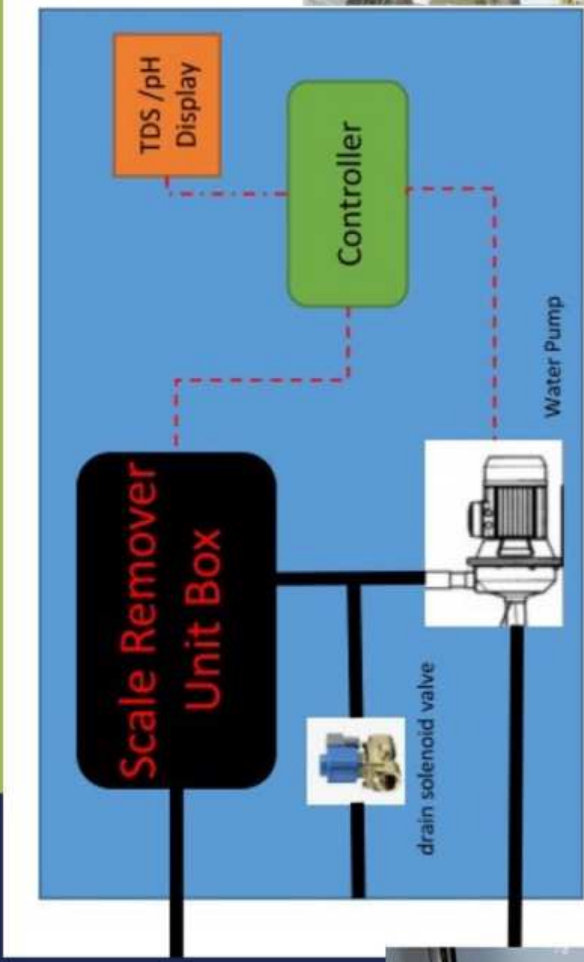 TDS /pH
Display
Controller
Scale Remover
Unit Box
Water Pump
drain solenoid valve